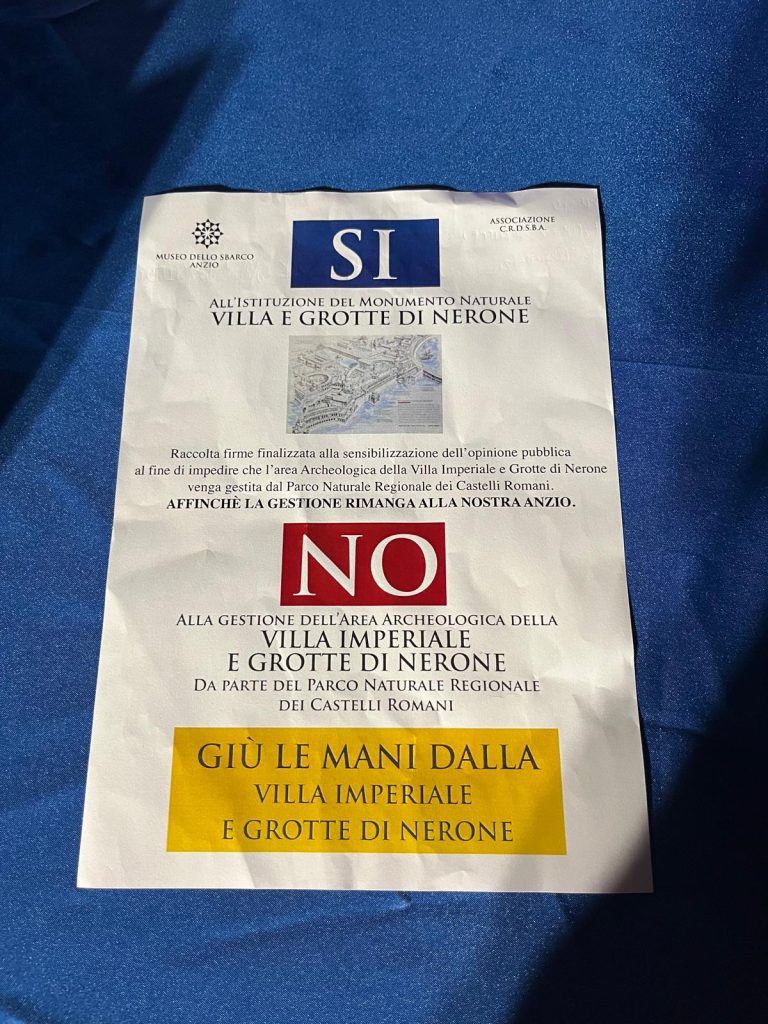 MUSEO DELLO SBARCO
ANZIO
SI
ASSOCIAZIONE
C.R.D.S.B.A.
ALL'ISTITUZIONE DEL MONUMENTO NATURALE
VILLA E GROTTE DI NERONE
Raccolta firme finalizzata alla sensibilizzazione dell'opinione pubblica
al fine di impedire che l'area Archeologica della Villa Imperiale e Grotte di Nerone
venga gestita dal Parco Naturale Regionale dei Castelli Romani.
AFFINCHÈ LA GESTIONE RIMANGA ALLA NOSTRA ANZIO.
NO
ALLA GESTIONE DELL'AREA ARCHEOLOGICA DELLA
VILLA IMPERIALE
E GROTTE DI NERONE
DA PARTE DEL PARCO NATURALE REGIONALE
DEI CASTELLI ROMANI
GIÙ LE MANI DALLA
VILLA IMPERIALE
E GROTTE DI NERONE